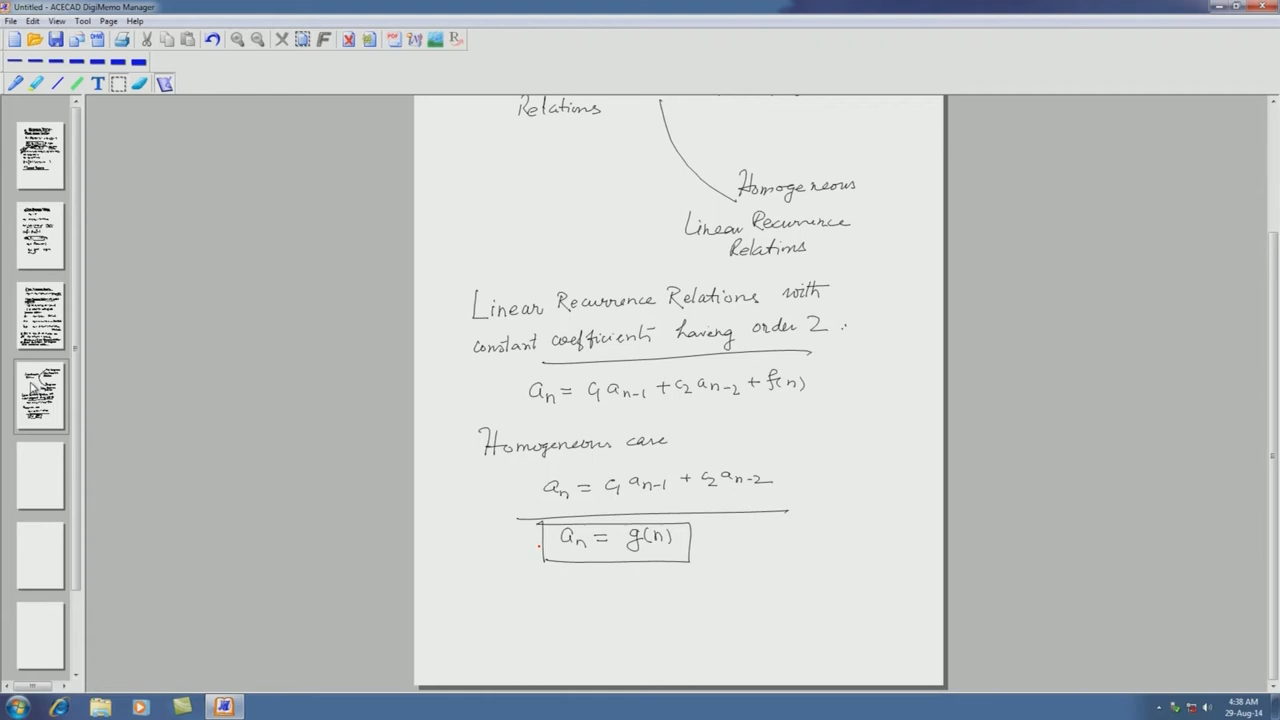 Untitled - ACECAD DigiMemo Manager
File Edit View Tool Page Help
Relations
Homogeneous
Linear Recurrence
Relations
Linear Recurrence Relations with
constant coefficients having order 2 :
aₙ = c₁ aₙ₋₁ + c₂ aₙ₋₂ + f(n)
Homogeneous case
aₙ = c₁ aₙ₋₁ + c₂ aₙ₋₂
aₙ = g(n)
4:38 AM
29-Aug-14